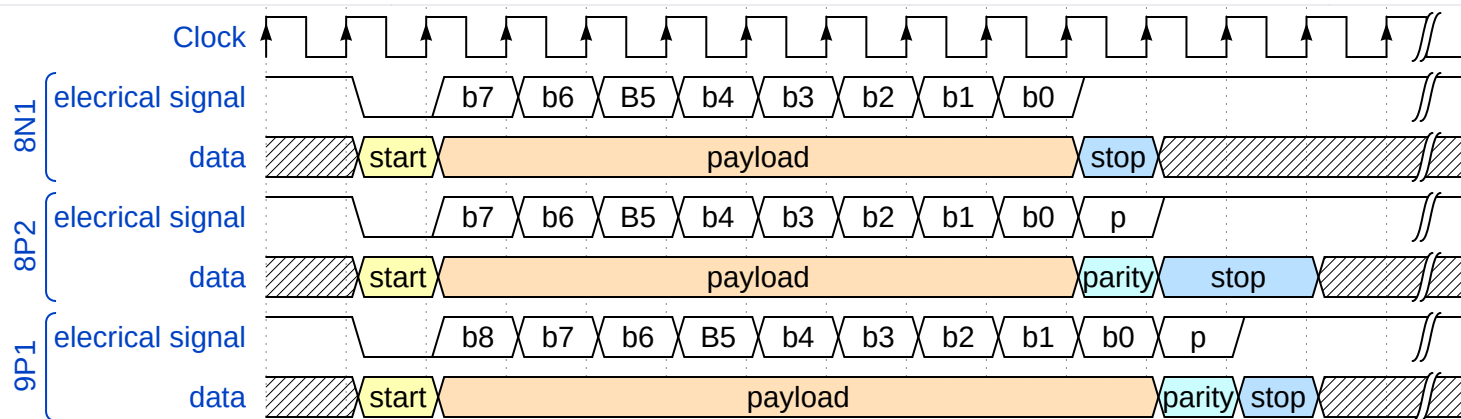 Clock
8N1
elecrical signal b7 b6 B5 b4 b3 b2 b1 b0
data start payload stop
8P2
elecrical signal b7 b6 B5 b4 b3 b2 b1 b0 p
data start payload parity stop
9P1
elecrical signal b8 b7 b6 B5 b4 b3 b2 b1 b0 p
data start payload parity stop